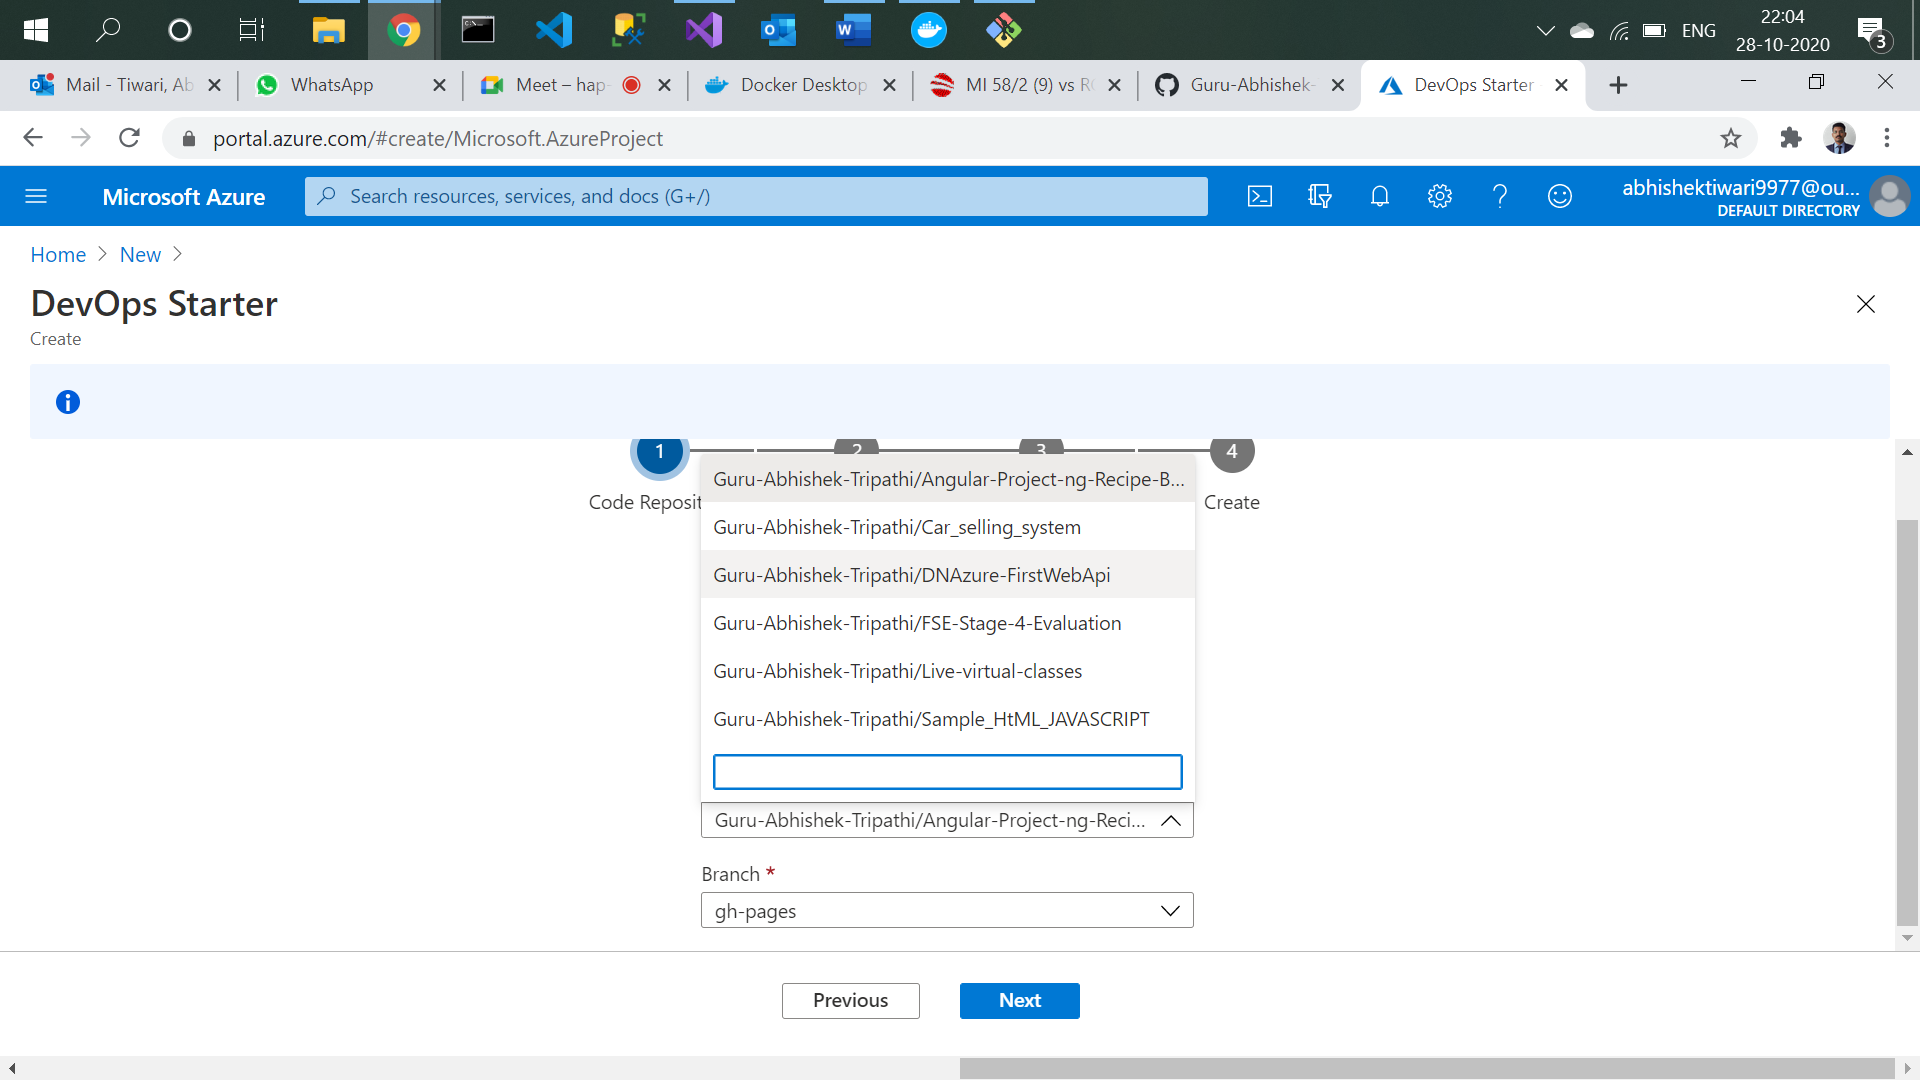 22:04
ENG
28-10-2020
3
Mail - Tiwari, Ab
WhatsApp
Meet – hap-
Docker Desktop
MI 58/2 (9) vs RC
Guru-Abhishek-
DevOps Starter
portal.azure.com/#create/Microsoft.AzureProject
Microsoft Azure
Search resources, services, and docs (G+/)
abhishektiwari9977@ou...
DEFAULT DIRECTORY
Home > New >
DevOps Starter
Create
1 2 3 4
Code Reposit
Create
Guru-Abhishek-Tripathi/Angular-Project-ng-Recipe-B...
Guru-Abhishek-Tripathi/Car_selling_system
Guru-Abhishek-Tripathi/DNAzure-FirstWebApi
Guru-Abhishek-Tripathi/FSE-Stage-4-Evaluation
Guru-Abhishek-Tripathi/Live-virtual-classes
Guru-Abhishek-Tripathi/Sample_HtML_JAVASCRIPT
Guru-Abhishek-Tripathi/Angular-Project-ng-Reci...
Branch *
gh-pages
Previous
Next